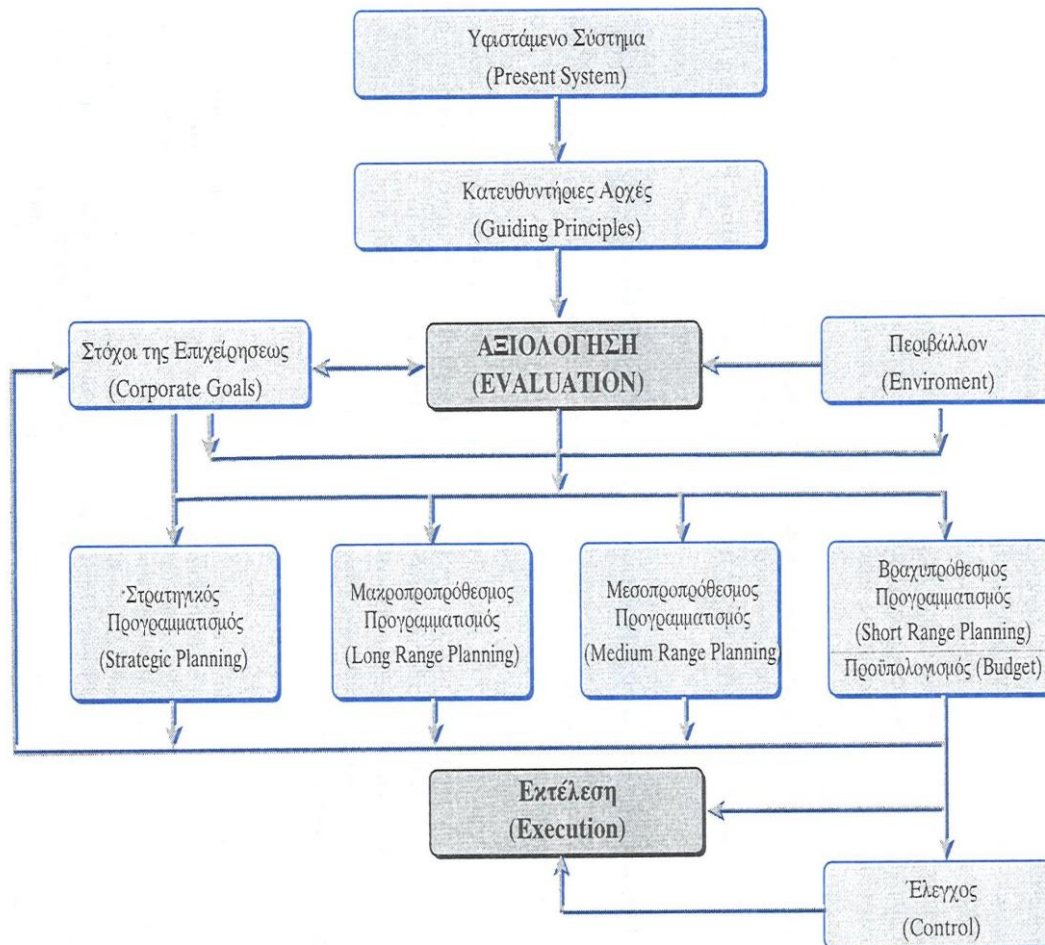 Υφιστάμενο Σύστημα
(Present System)
Κατευθυντήριες Αρχές
(Guiding Principles)
Στόχοι της Επιχείρησεως
(Corporate Goals)
ΑΞΙΟΛΟΓΗΣΗ
(EVALUATION)
Περιβάλλον
(Enviroment)
Στρατηγικός
Προγραμματισμός
(Strategic Planning)
Μακροπροπρόθεσμος
Προγραμματισμός
(Long Range Planning)
Μεσοπροπρόθεσμος
Προγραμματισμός
(Medium Range Planning)
Βραχυπρόθεσμος
Προγραμματισμός
(Short Range Planning)
Προϋπολογισμός (Budget)
Εκτέλεση
(Execution)
Έλεγχος
(Control)